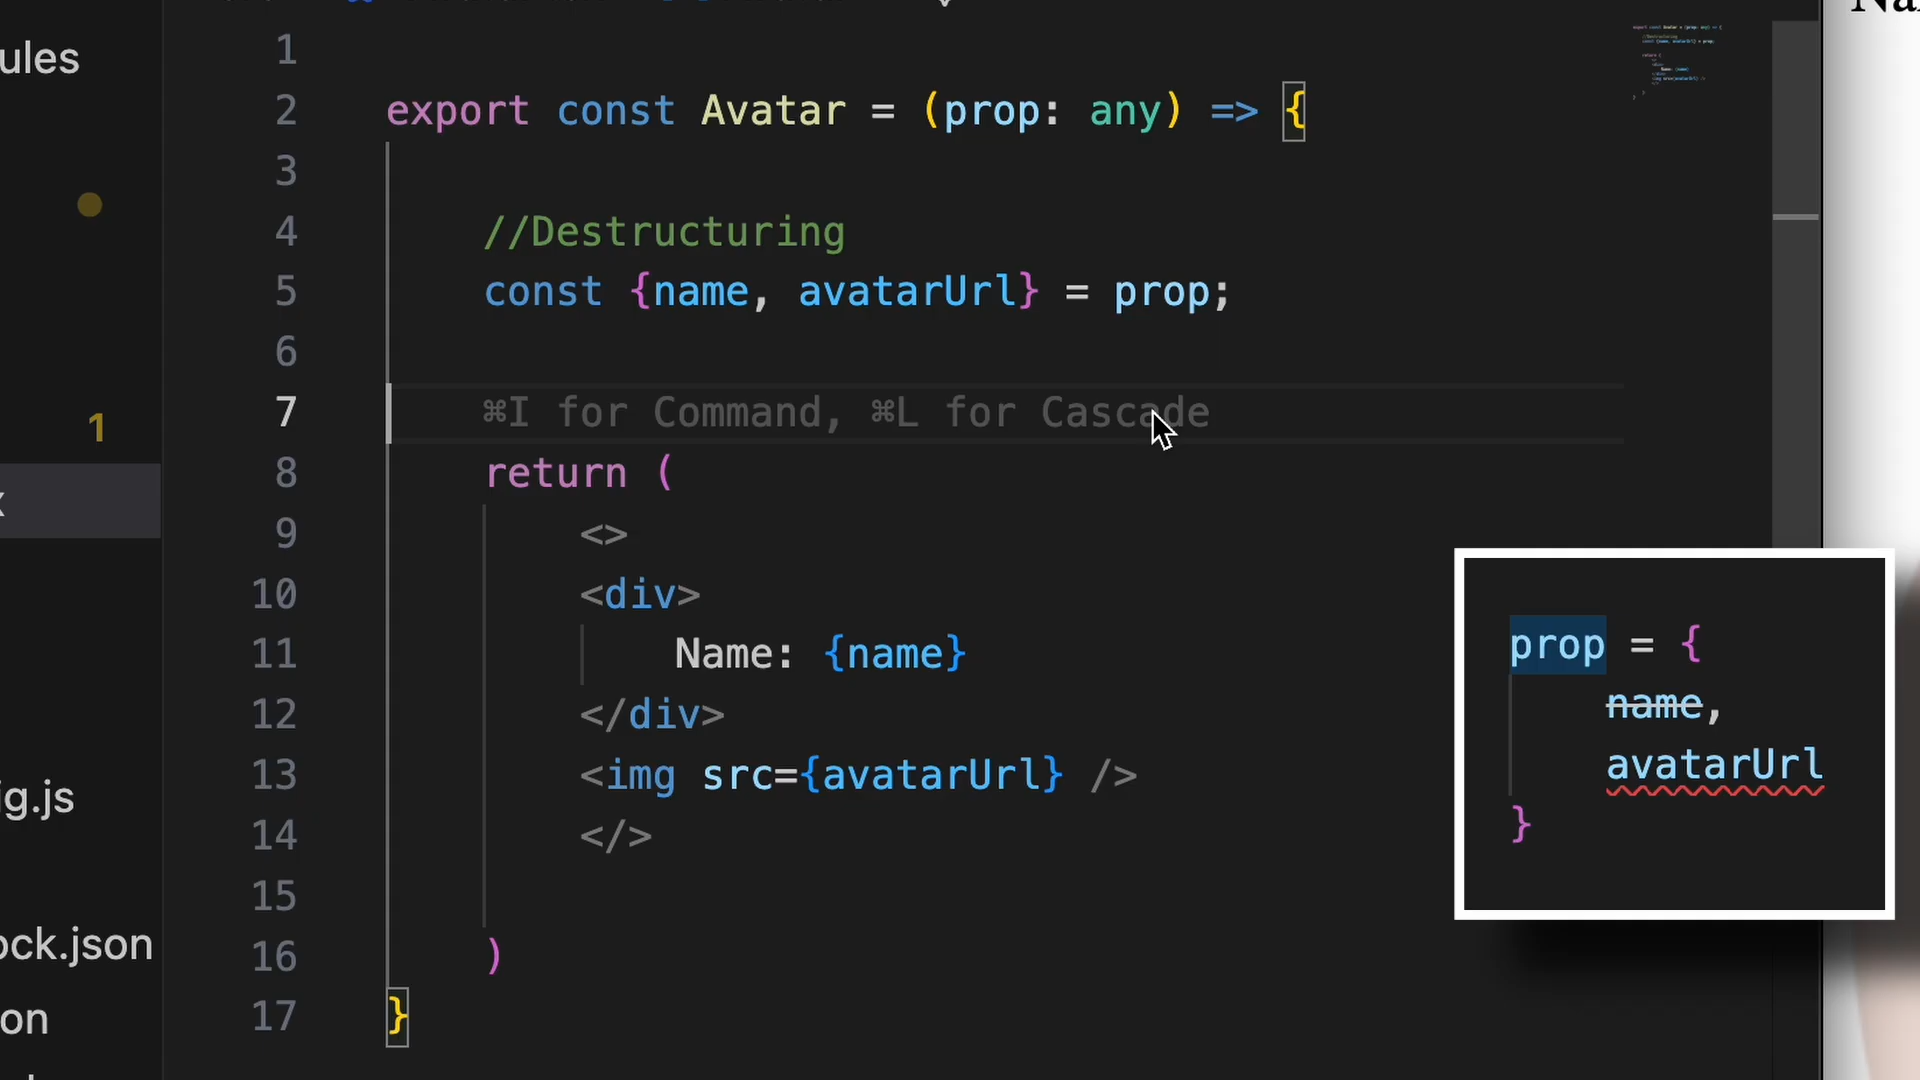 ules
1
ig.js
ock.json
on
1
2 export const Avatar = (prop: any) => {
3
4 //Destructuring
5 const {name, avatarUrl} = prop;
6
7 ⌘I for Command, ⌘L for Cascade
8 return (
9 <>
10 <div>
11 Name: {name}
12 </div>
13 <img src={avatarUrl} />
14 </>
15
16 )
17 }
prop = {
name,
avatarUrl
}